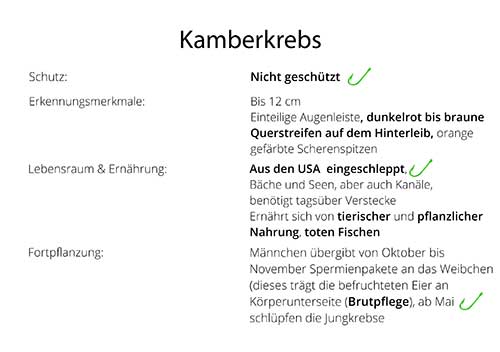 Kamberkrebs
Schutz: Nicht geschützt
Erkennungsmerkmale: Bis 12 cm
Einteilige Augenleiste, dunkelrot bis braune
Querstreifen auf dem Hinterleib, orange
gefärbte Scherenspitzen
Lebensraum & Ernährung: Aus den USA eingeschleppt,
Bäche und Seen, aber auch Kanäle,
benötigt tagsüber Verstecke
Ernährt sich von tierischer und pflanzlicher
Nahrung, toten Fischen
Fortpflanzung: Männchen übergibt von Oktober bis
November Spermienpakete an das Weibchen
(dieses trägt die befruchteten Eier an
Körperunterseite (Brutpflege), ab Mai
schlüpfen die Jungkrebse